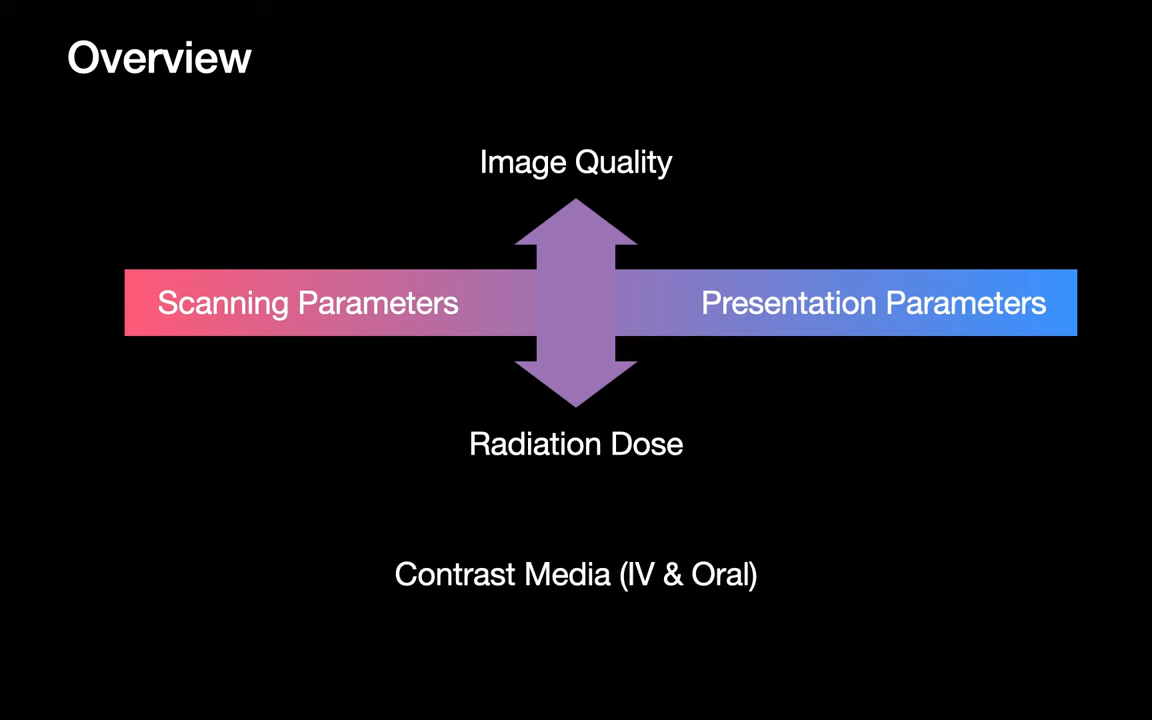 Overview
Image Quality
Scanning Parameters
Presentation Parameters
Radiation Dose
Contrast Media (IV & Oral)